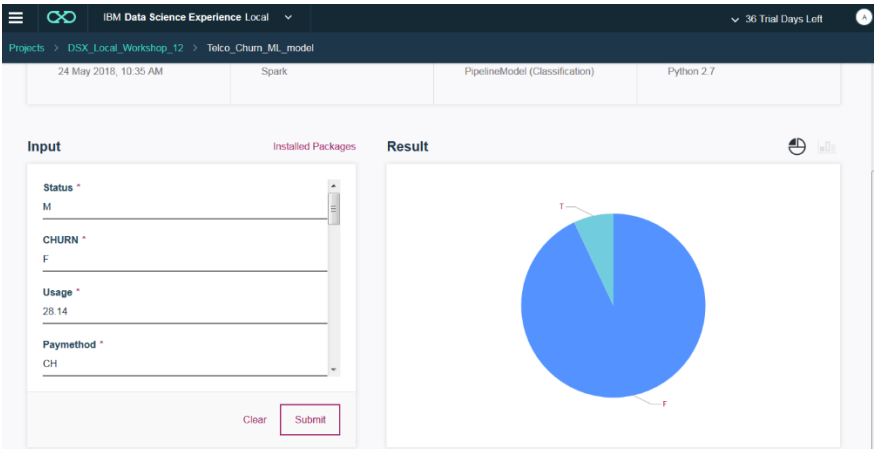 IBM Data Science Experience Local
36 Trial Days Left
A
Projects > DSX_Local_Workshop_12 > Telco_Churn_ML_model
24 May 2018, 10:35 AM Spark PipelineModel (Classification) Python 2.7
Input Installed Packages
Status *
M
CHURN *
F
Usage *
28.14
Paymethod *
CH
Clear Submit
Result
T
F